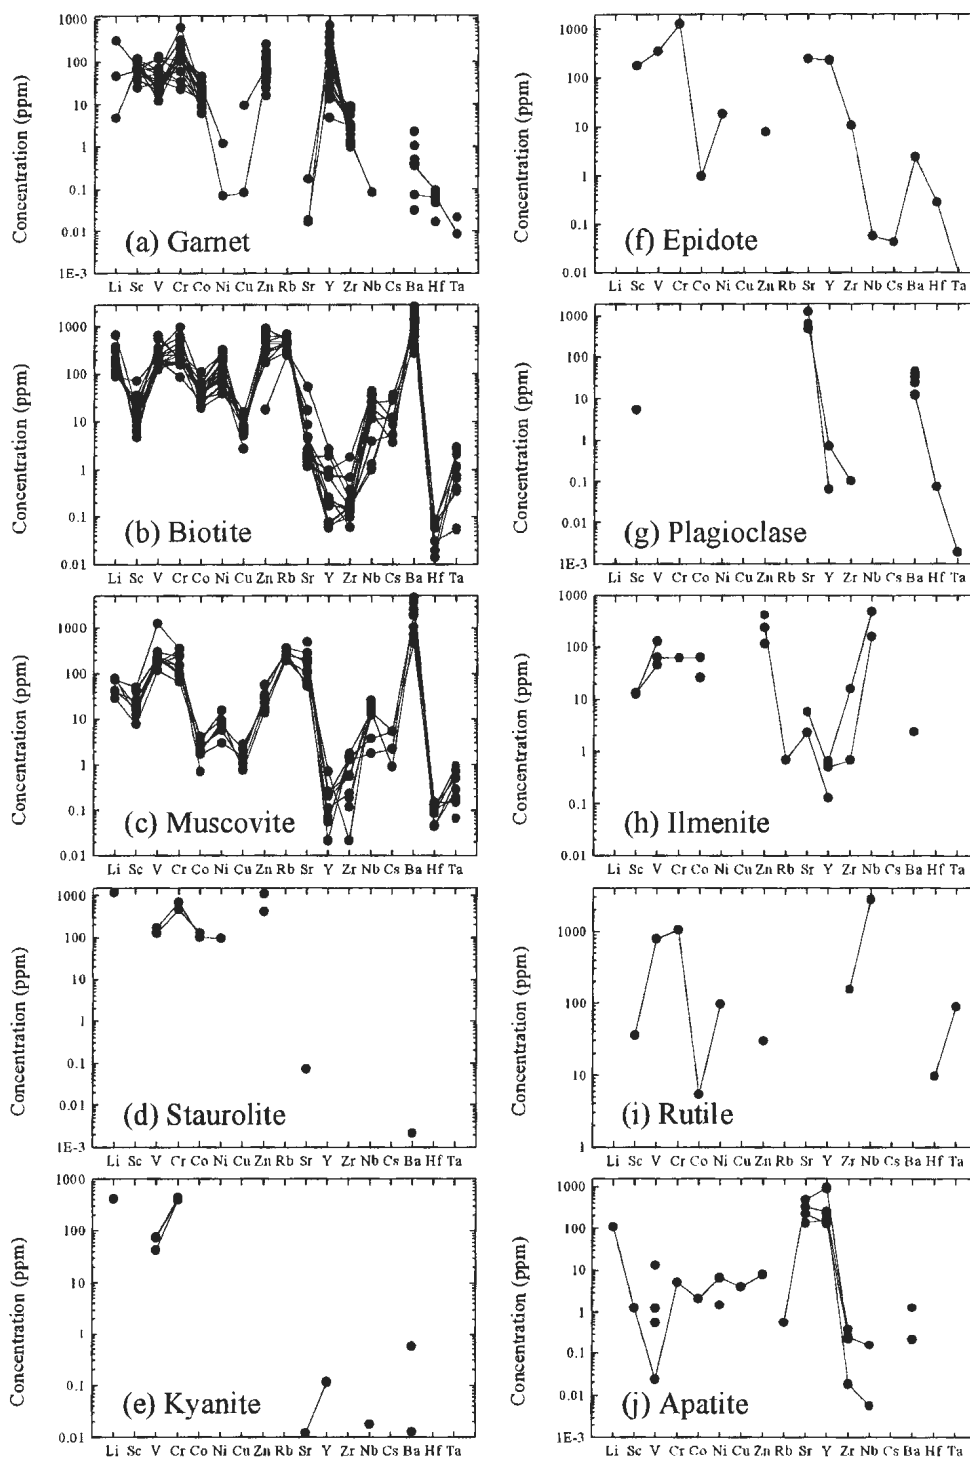 Concentration (ppm)
1000
100
10
1
0.1
0.01
1E-3
(a) Garnet
Li Sc V Cr Co Ni Cu Zn Rb Sr Y Zr Nb Cs Ba Hf Ta
Concentration (ppm)
1000
100
10
1
0.1
0.01
(b) Biotite
Li Sc V Cr Co Ni Cu Zn Rb Sr Y Zr Nb Cs Ba Hf Ta
Concentration (ppm)
1000
100
10
1
0.1
0.01
(c) Muscovite
Li Sc V Cr Co Ni Cu Zn Rb Sr Y Zr Nb Cs Ba Hf Ta
Concentration (ppm)
1000
100
10
1
0.1
0.01
1E-3
(d) Staurolite
Li Sc V Cr Co Ni Cu Zn Rb Sr Y Zr Nb Cs Ba Hf Ta
Concentration (ppm)
1000
100
10
1
0.1
0.01
(e) Kyanite
Li Sc V Cr Co Ni Cu Zn Rb Sr Y Zr Nb Cs Ba Hf Ta
Concentration (ppm)
1000
100
10
1
0.1
0.01
(f) Epidote
Li Sc V Cr Co Ni Cu Zn Rb Sr Y Zr Nb Cs Ba Hf Ta
Concentration (ppm)
1000
100
10
1
0.1
0.01
1E-3
(g) Plagioclase
Li Sc V Cr Co Ni Cu Zn Rb Sr Y Zr Nb Cs Ba Hf Ta
Concentration (ppm)
1000
100
10
1
0.1
0.01
(h) Ilmenite
Li Sc V Cr Co Ni Cu Zn Rb Sr Y Zr Nb Cs Ba Hf Ta
Concentration (ppm)
1000
100
10
1
(i) Rutile
Li Sc V Cr Co Ni Cu Zn Rb Sr Y Zr Nb Cs Ba Hf Ta
Concentration (ppm)
1000
100
10
1
0.1
0.01
1E-3
(j) Apatite
Li Sc V Cr Co Ni Cu Zn Rb Sr Y Zr Nb Cs Ba Hf Ta